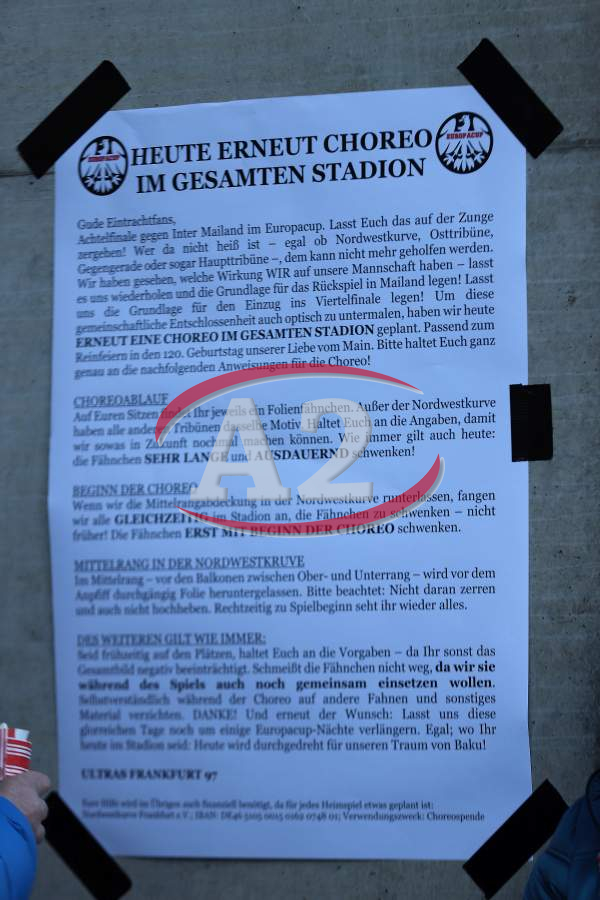 EUROPACUP
EUROPACUP
HEUTE ERNEUT CHOREO
IM GESAMTEN STADION
Gude Eintrachtfans,
Achtelfinale gegen Inter Mailand im Europacup. Lasst Euch das auf der Zunge
zergehen! Wer da nicht heiß ist – egal ob Nordwestkurve, Osttribüne,
Gegengerade oder sogar Haupttribüne –, dem kann nicht mehr geholfen werden.
Wir haben gesehen, welche Wirkung WIR auf unsere Mannschaft haben – lasst
es uns wiederholen und die Grundlage für das Rückspiel in Mailand legen! Lasst
uns die Grundlage für den Einzug ins Viertelfinale legen! Um diese
gemeinschaftliche Entschlossenheit auch optisch zu untermalen, haben wir heute
ERNEUT EINE CHOREO IM GESAMTEN STADION geplant. Passend zum
Reinfeiern in den 120. Geburtstag unserer Liebe vom Main. Bitte haltet Euch ganz
genau an die nachfolgenden Anweisungen für die Choreo!
CHOREOABLAUF
Auf Euren Sitzen findet Ihr jeweils ein Folienfähnchen. Außer der Nordwestkurve
haben alle anderen Tribünen dasselbe Motiv. Haltet Euch an die Angaben, damit
wir sowas in Zukunft nochmal machen können. Wie immer gilt auch heute:
die Fähnchen SEHR LANGE und AUSDAUERND schwenken!
A2
BEGINN DER CHOREO
Wenn wir die Mittelrangabdeckung in der Nordwestkurve runterlassen, fangen
wir alle GLEICHZEITIG im Stadion an, die Fähnchen zu schwenken – nicht
früher! Die Fähnchen ERST MIT BEGINN DER CHOREO schwenken.
MITTELRANG IN DER NORDWESTKRUVE
Im Mittelrang – vor den Balkonen zwischen Ober- und Unterrang – wird vor dem
Anpfiff durchgängig Folie heruntergelassen. Bitte beachtet: Nicht daran zerren
und auch nicht hochheben. Rechtzeitig zu Spielbeginn seht ihr wieder alles.
DES WEITEREN GILT WIE IMMER:
Seid frühzeitig auf den Plätzen, haltet Euch an die Vorgaben – da Ihr sonst das
Gesamtbild negativ beeinträchtigt. Schmeißt die Fähnchen nicht weg, da wir sie
während des Spiels auch noch gemeinsam einsetzen wollen.
Selbstverständlich während der Choreo auf andere Fahnen und sonstiges
Material verzichten. DANKE! Und erneut der Wunsch: Lasst uns diese
glorreichen Tage noch um einige Europacup-Nächte verlängern. Egal; wo Ihr
heute im Stadion seid: Heute wird durchgedreht für unseren Traum von Baku!
ULTRAS FRANKFURT 97
Eure Hilfe wird im Übrigen auch finanziell benötigt, da für jedes Heimspiel etwas geplant ist:
Nordwestkurve Frankfurt e.V.; IBAN: DE46 5105 0015 0162 0748 01; Verwendungszweck: Choreospende